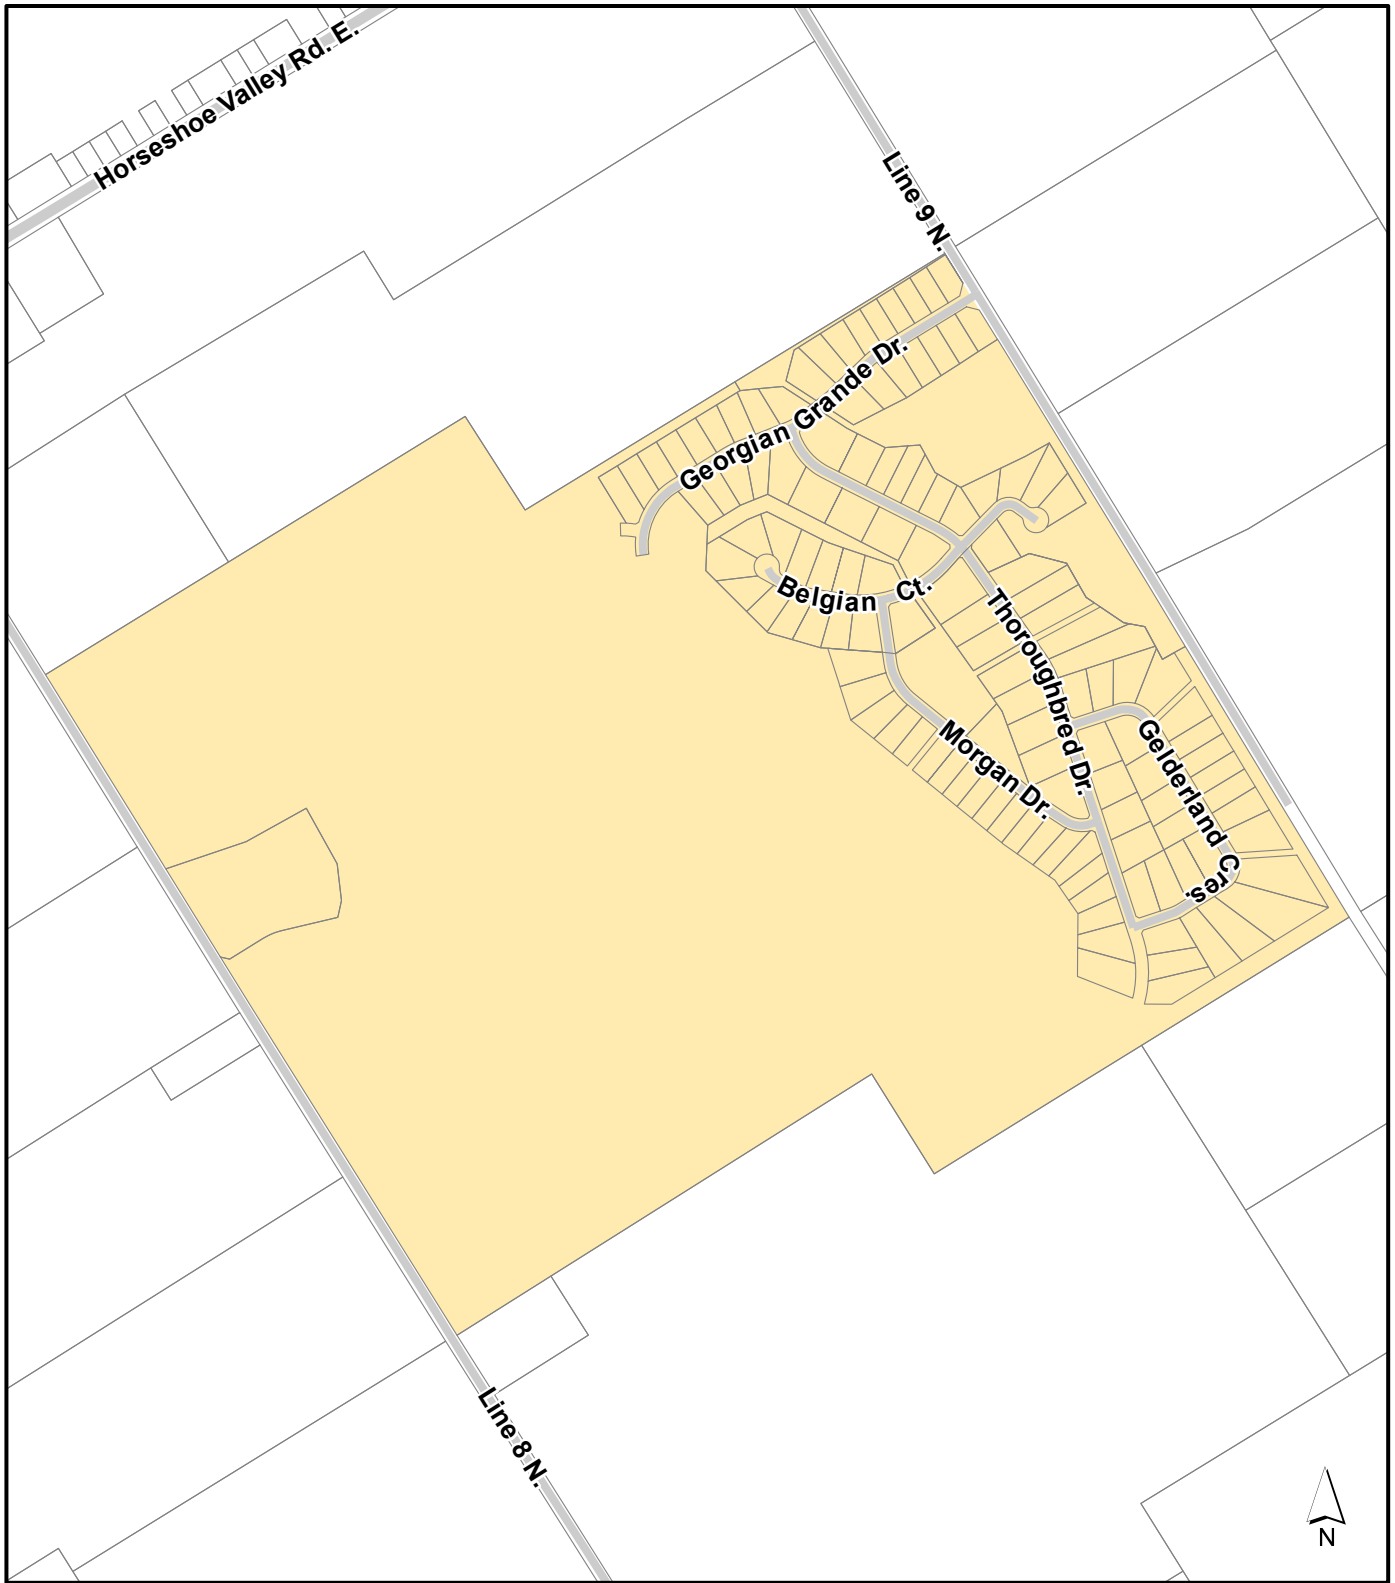 Horseshoe Valley Rd. E.
Line 9 N.
Georgian Grande Dr.
Belgian Ct.
Thoroughbred Dr.
Morgan Dr.
Gelderland Cres.
Line 8 N.
N